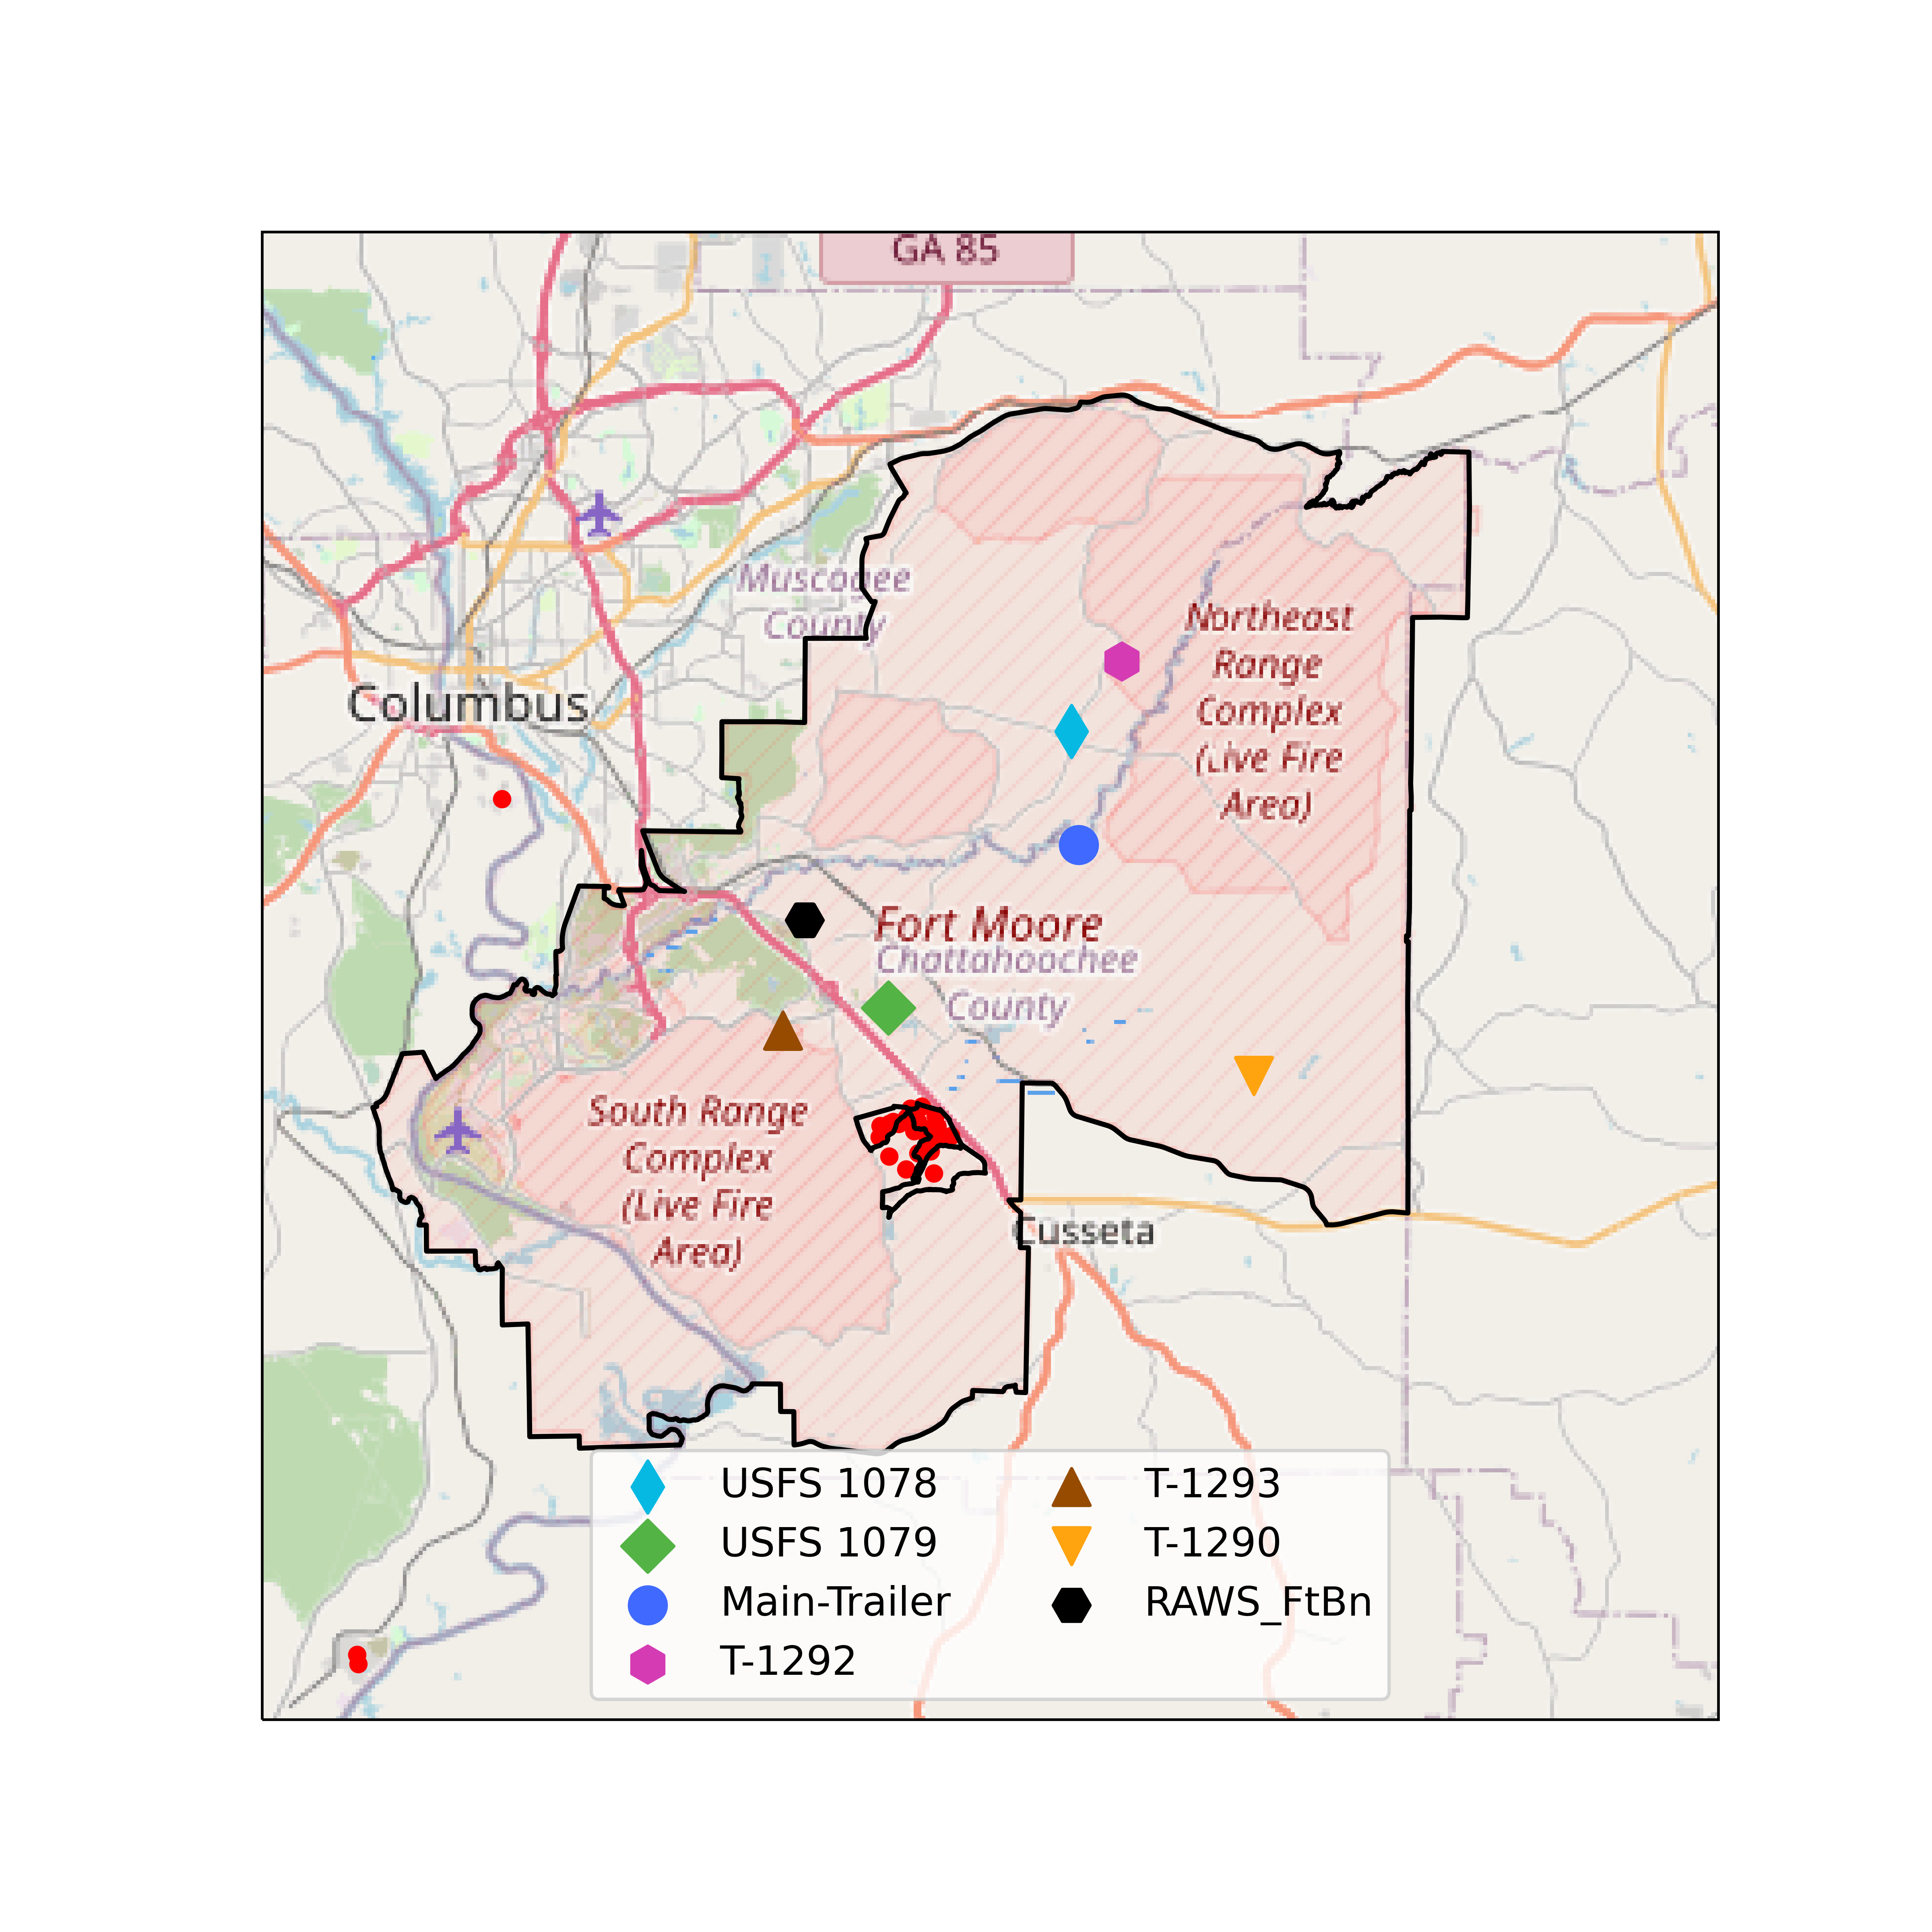 GA 85
Muscogee
County
Columbus
Northeast
Range
Complex
(Live Fire
Area)
Fort Moore
Chattahoochee
County
South Range
Complex
(Live Fire
Area)
Cusseta
USFS 1078
USFS 1079
Main-Trailer
T-1292
T-1293
T-1290
RAWS_FtBn